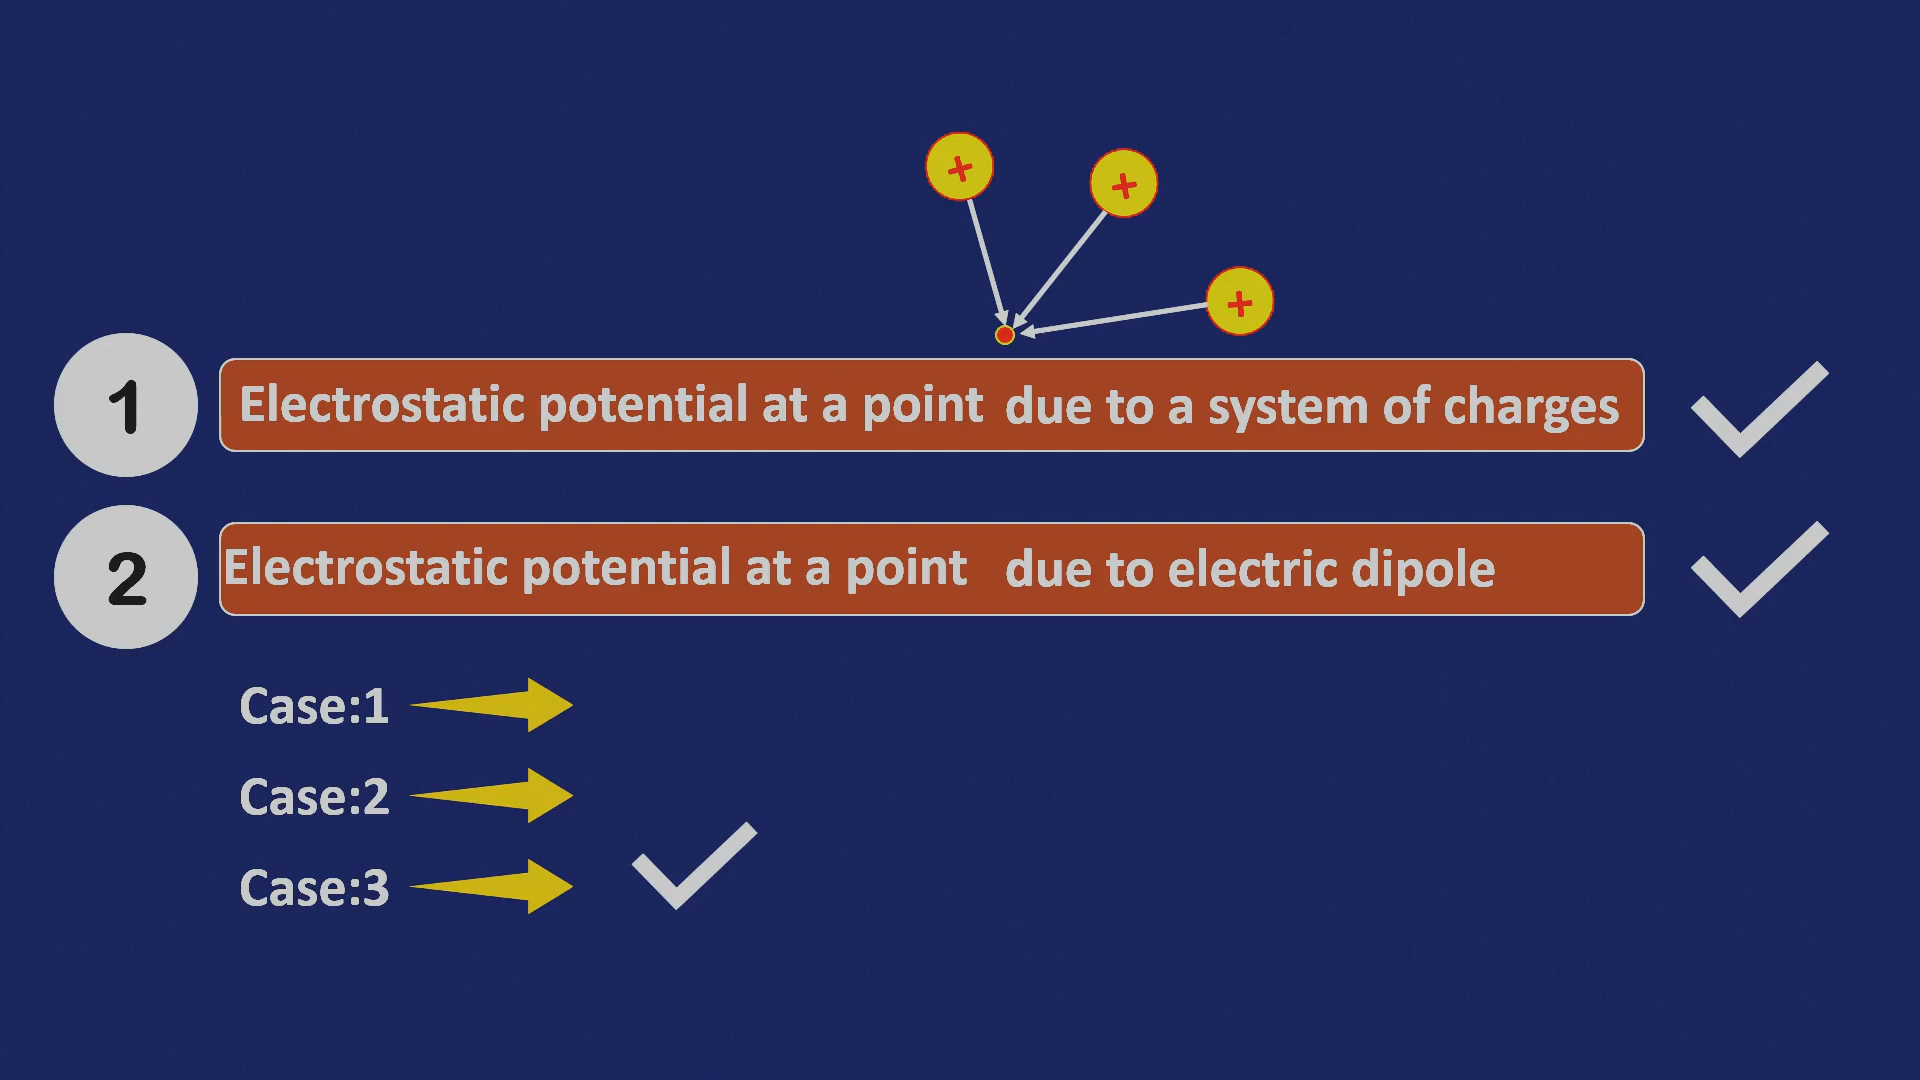 1 Electrostatic potential at a point due to a system of charges
2 Electrostatic potential at a point due to electric dipole
Case:1
Case:2
Case:3